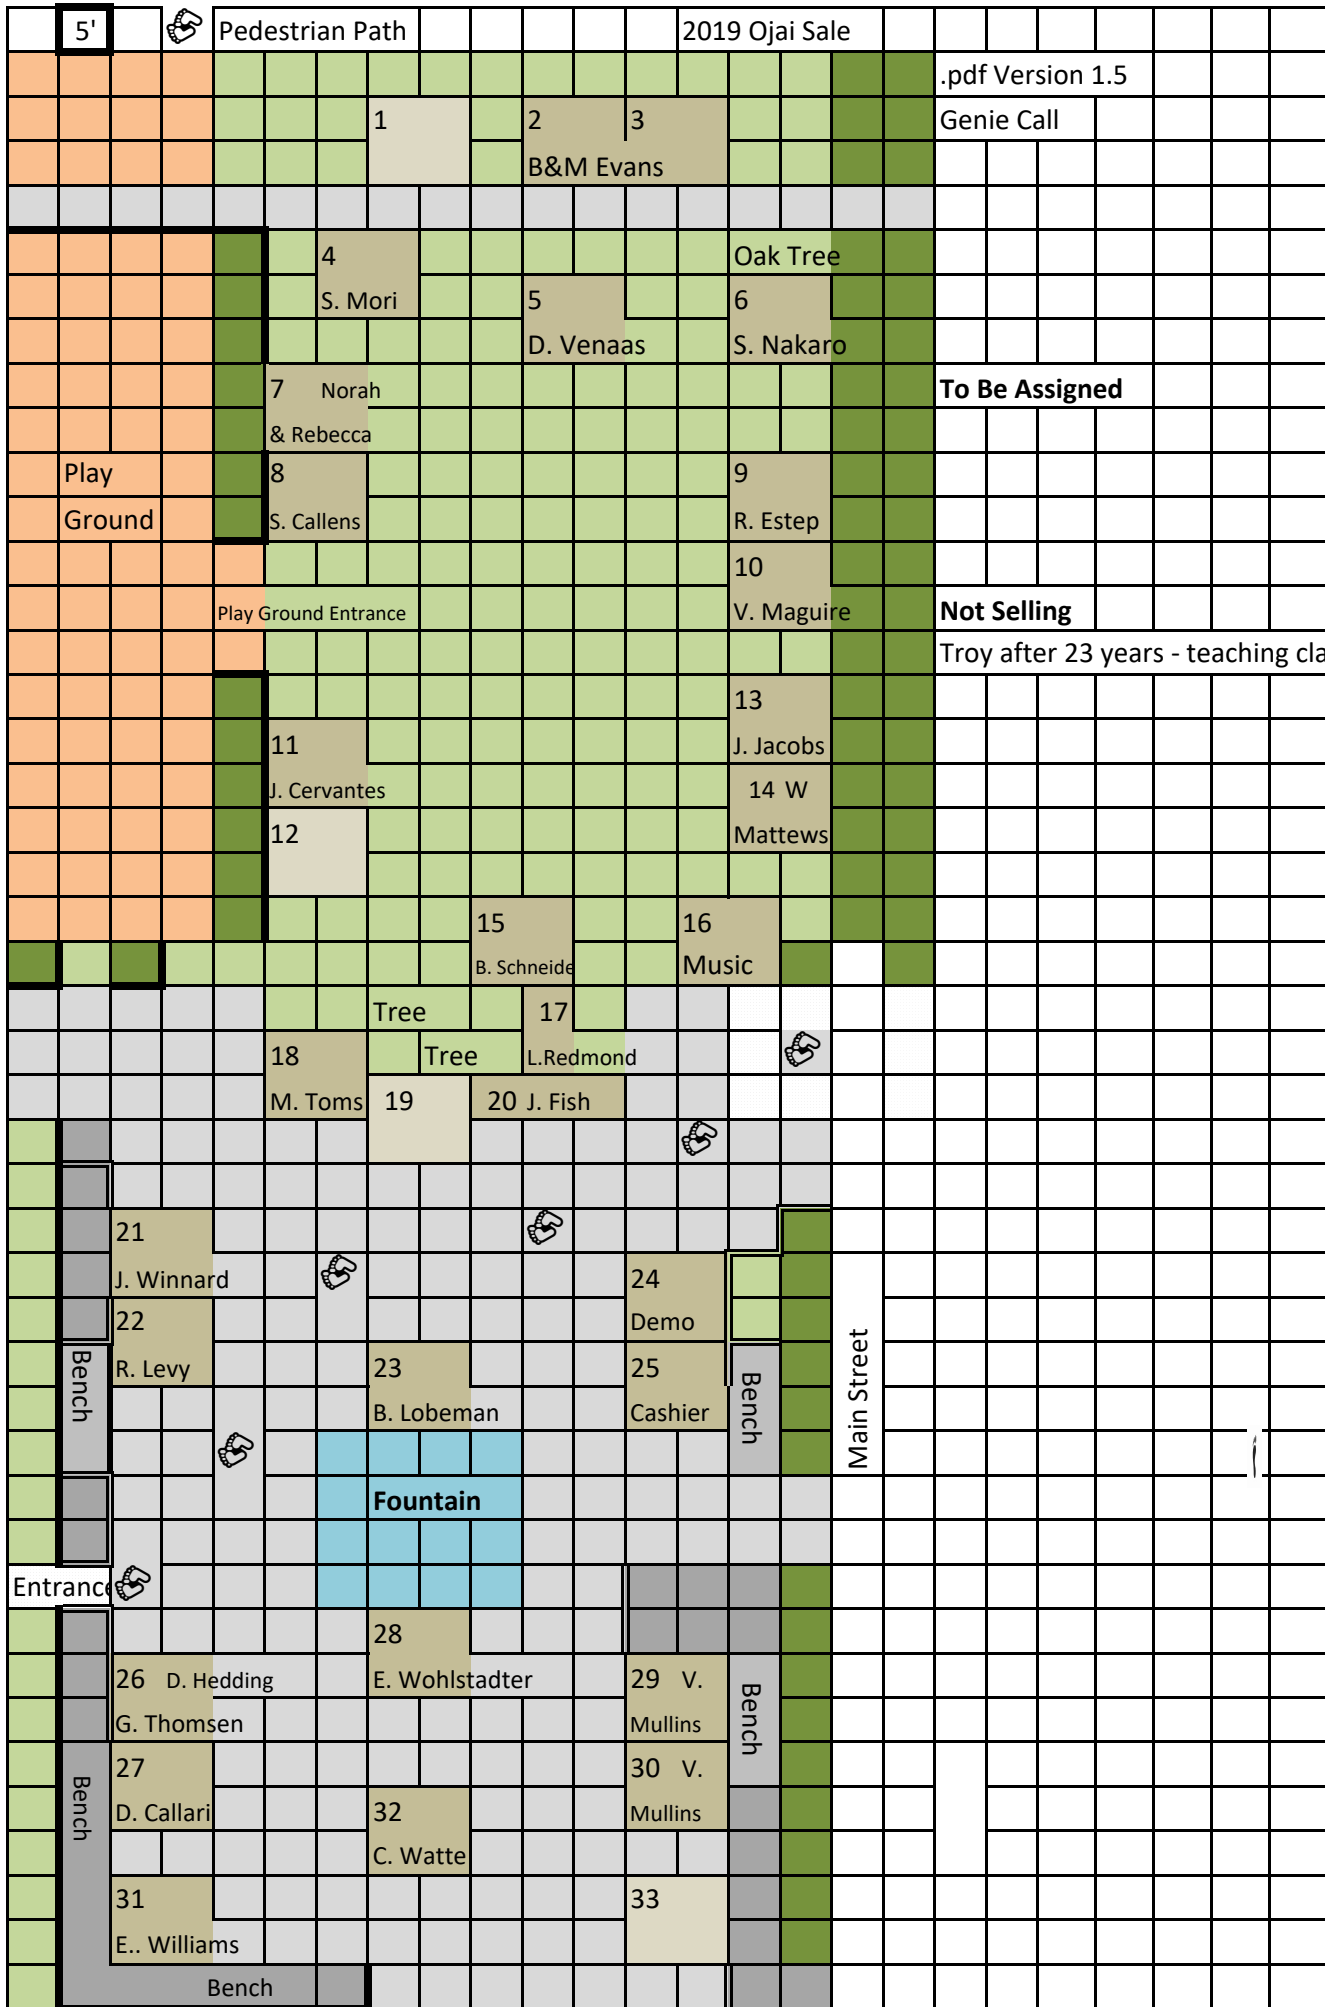 5' Pedestrian Path 2019 Ojai Sale
.pdf Version 1.5
1 2 3 Genie Call
B&M Evans
4 Oak Tree
S. Mori 5 6
D. Venaas S. Nakaro
7 Norah To Be Assigned
& Rebecca
Play 8 9
Ground S. Callens R. Estep
10
Play Ground Entrance V. Maguire Not Selling
Troy after 23 years - teaching cla
13
11 J. Jacobs
J. Cervantes 14 W
12 Mattews
15 16
B. Schneide Music
Tree 17
18 Tree L.Redmond
M. Toms 19 20 J. Fish
21
J. Winnard 24
22 Demo
R. Levy 23 25
B. Lobeman Cashier
Bench
Bench
Main Street
Fountain
Entrance
28
26 D. Hedding E. Wohlstadter 29 V.
G. Thomsen Mullins
Bench
27 30 V.
D. Callari 32 Mullins
Bench
C. Watte
31 33
E.. Williams
Bench